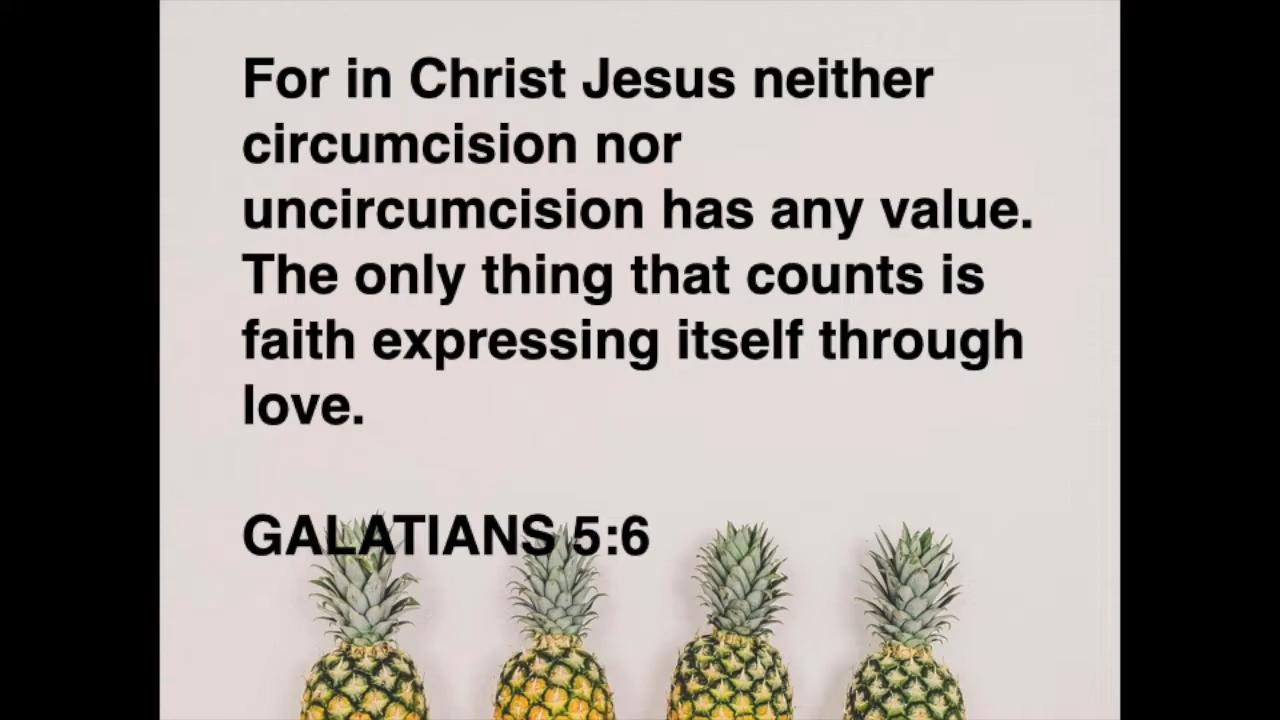 For in Christ Jesus neither
circumcision nor
uncircumcision has any value.
The only thing that counts is
faith expressing itself through
love.
GALATIANS 5:6